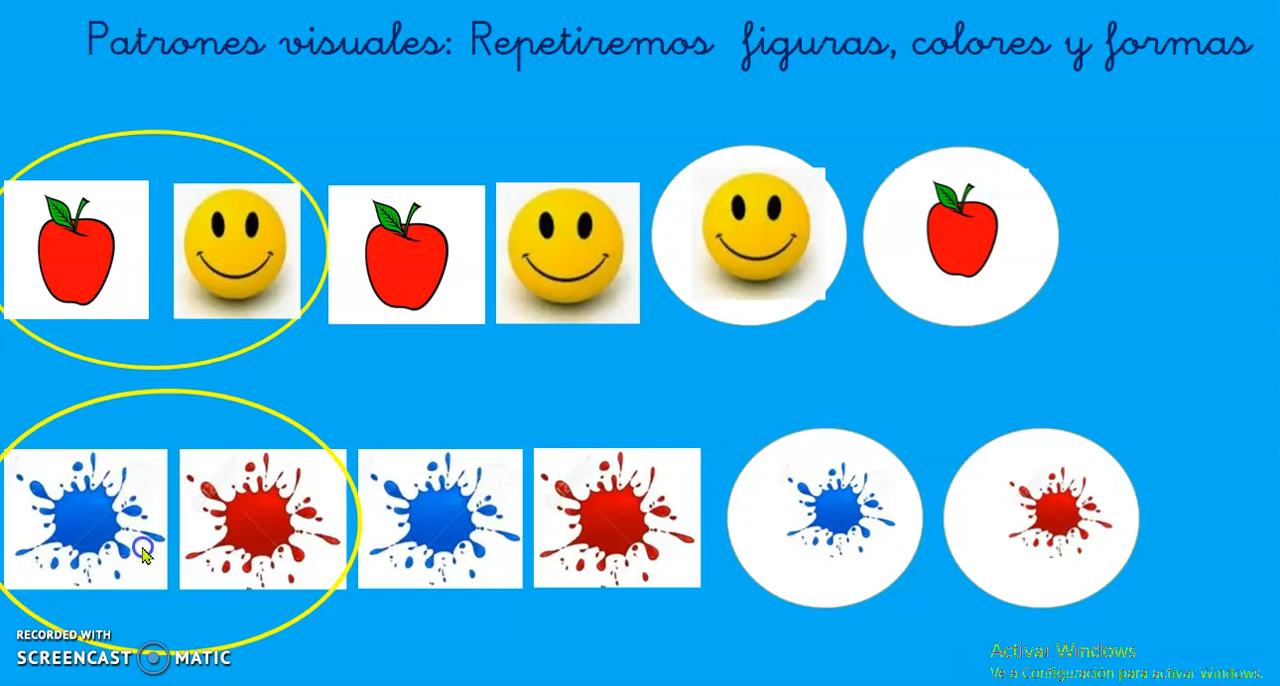 Patrones visuales: Repetiremos figuras, colores y formas
RECORDED WITH
SCREENCAST MATIC
Activar Windows
Ve a Configuración para activar Windows.